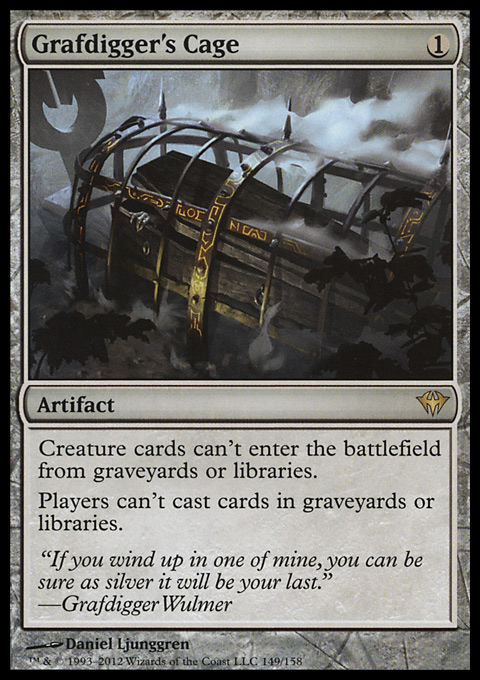 Grafdigger's Cage 1
Artifact
Creature cards can't enter the battlefield
from graveyards or libraries.
Players can't cast cards in graveyards or
libraries.
“If you wind up in one of mine, you can be
sure as silver it will be your last.”
—Grafdigger Wulmer
Daniel Ljunggren
™ & © 1993–2012 Wizards of the Coast LLC 149/158